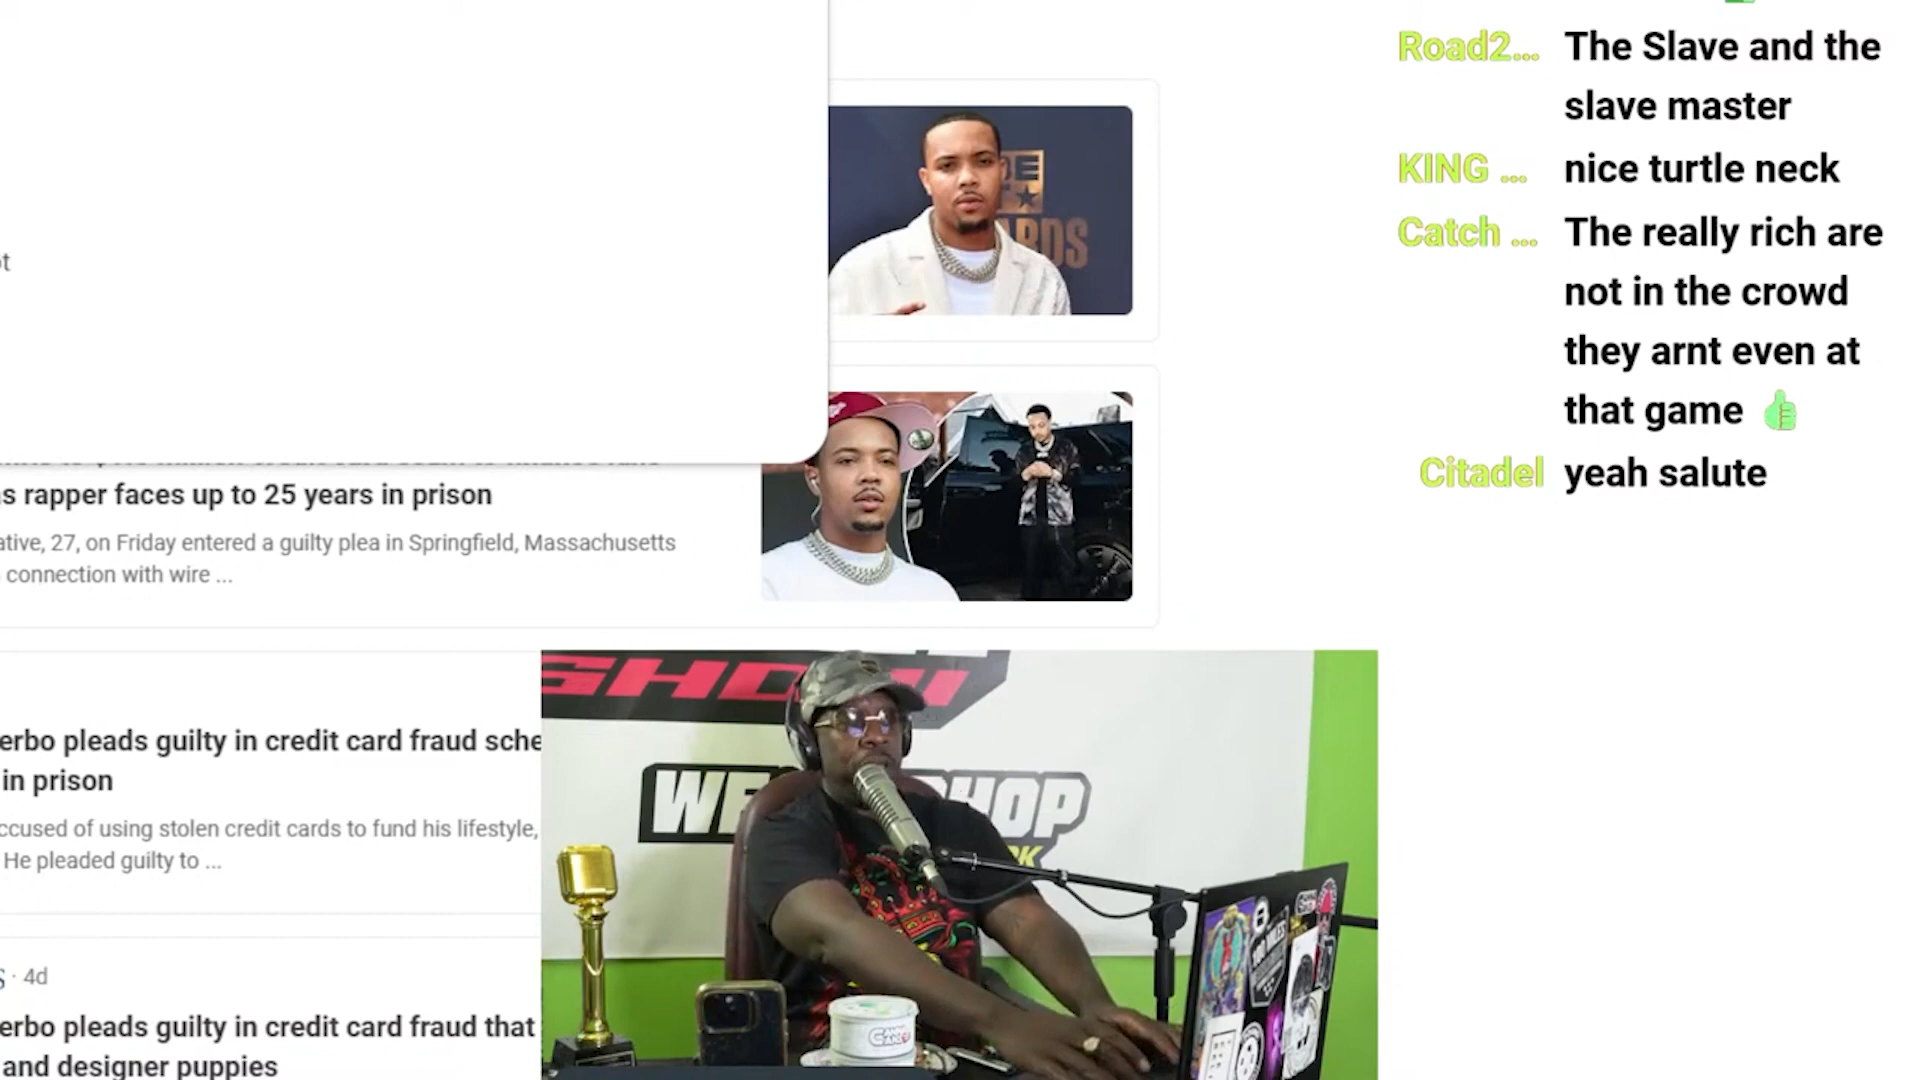 Road2...
The Slave and the
slave master
KING ...
nice turtle neck
Catch ...
The really rich are
not in the crowd
they arnt even at
that game
Citadel
yeah salute
ARDS
s rapper faces up to 25 years in prison
ative, 27, on Friday entered a guilty plea in Springfield, Massachusetts
connection with wire ...
erbo pleads guilty in credit card fraud sche
in prison
ccused of using stolen credit cards to fund his lifestyle,
He pleaded guilty to ...
· 4d
erbo pleads guilty in credit card fraud that
and designer puppies
SHOW
WE
HOP